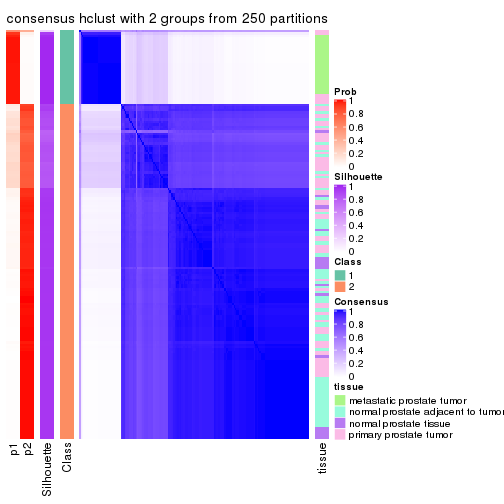 consensus hclust with 2 groups from 250 partitions
Prob
1
0.8
0.6
0.4
0.2
0
Silhouette
1
0.8
0.6
0.4
0.2
0
Class
1
2
Consensus
1
0.8
0.6
0.4
0.2
0
tissue
metastatic prostate tumor
normal prostate adjacent to tumor
normal prostate tissue
primary prostate tumor
p1
p2
Silhouette
Class
tissue